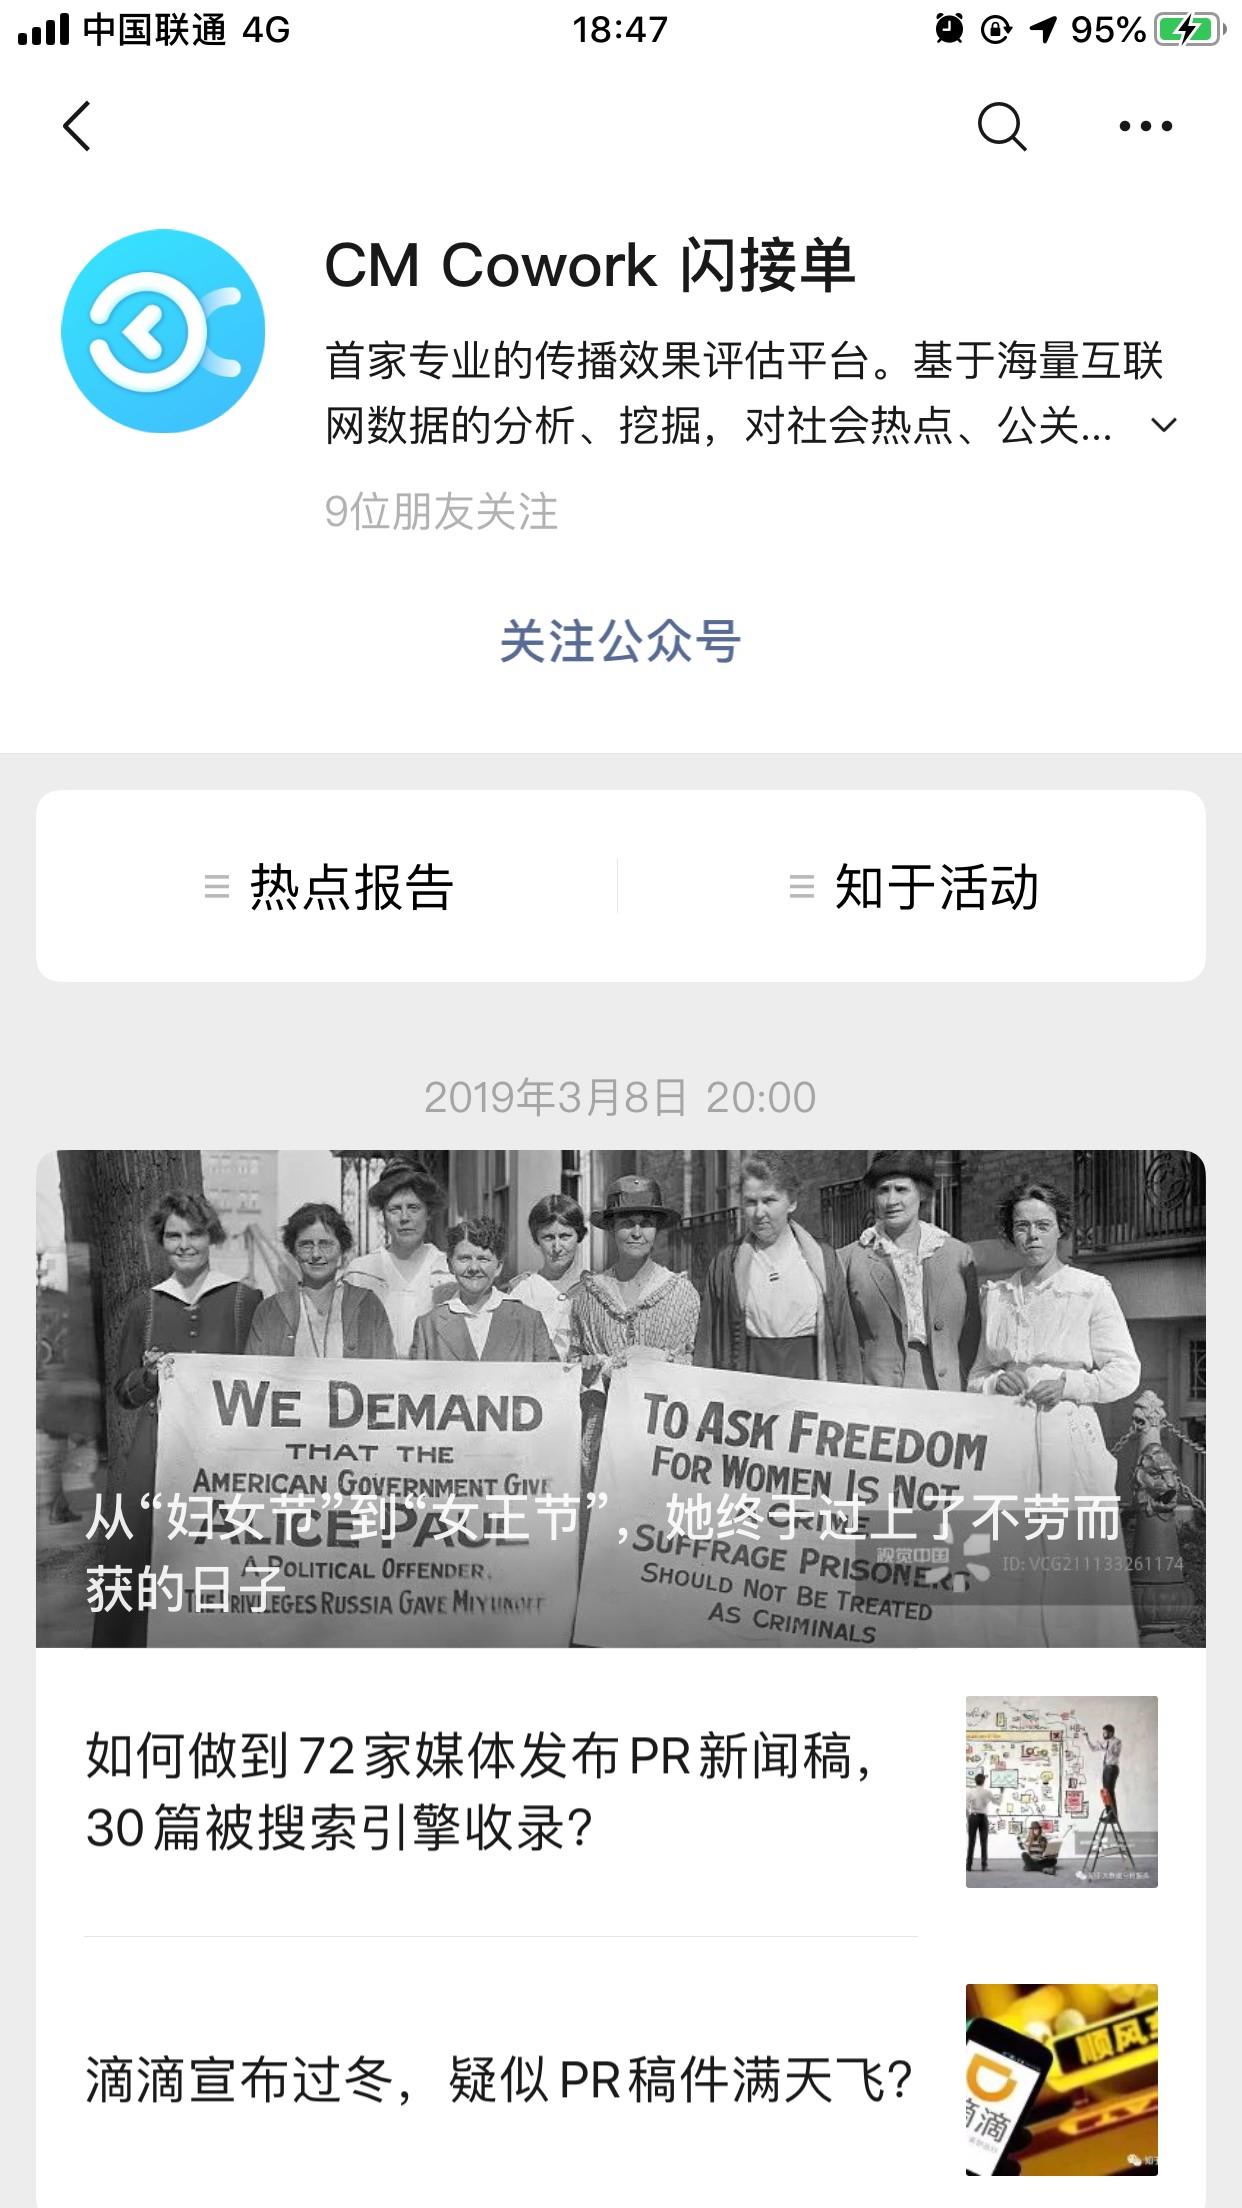 中国联通 4G 18:47 95%
CM Cowork 闪接单
首家专业的传播效果评估平台。基于海量互联
网数据的分析、挖掘，对社会热点、公关...
9位朋友关注
关注公众号
热点报告 知于活动
2019年3月8日 20:00
WE DEMAND
THAT THE
AMERICAN GOVERNMENT GIVE
ALICE PAUL
A POLITICAL OFFENDER,
THE PRIVILEGES RUSSIA GAVE MIYUKOFF
TO ASK FREEDOM
FOR WOMEN IS NOT
CRIME
SUFFRAGE PRISONERS
SHOULD NOT BE TREATED
AS CRIMINALS
从“妇女节”到“女王节”，她终于过上了不劳而
获的日子
视觉中国 ID: VCG211133261174
如何做到72家媒体发布PR新闻稿，
30篇被搜索引擎收录？
LOGO
滴滴宣布过冬，疑似PR稿件满天飞？
顺风车
滴滴